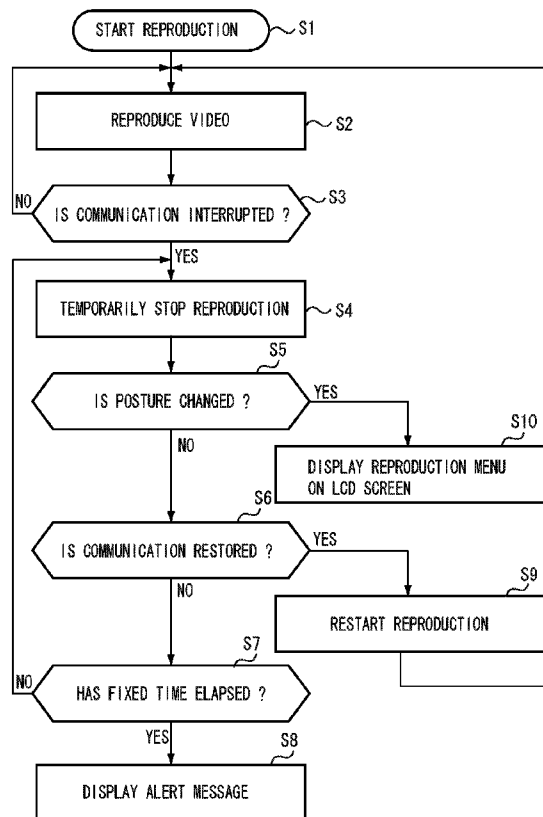 START REPRODUCTION
S1
REPRODUCE VIDEO
S2
NO
IS COMMUNICATION INTERRUPTED ?
S3
YES
TEMPORARILY STOP REPRODUCTION
S4
S5
IS POSTURE CHANGED ?
YES
NO
S10
DISPLAY REPRODUCTION MENU
ON LCD SCREEN
S6
IS COMMUNICATION RESTORED ?
YES
NO
S9
RESTART REPRODUCTION
S7
NO
HAS FIXED TIME ELAPSED ?
YES
S8
DISPLAY ALERT MESSAGE